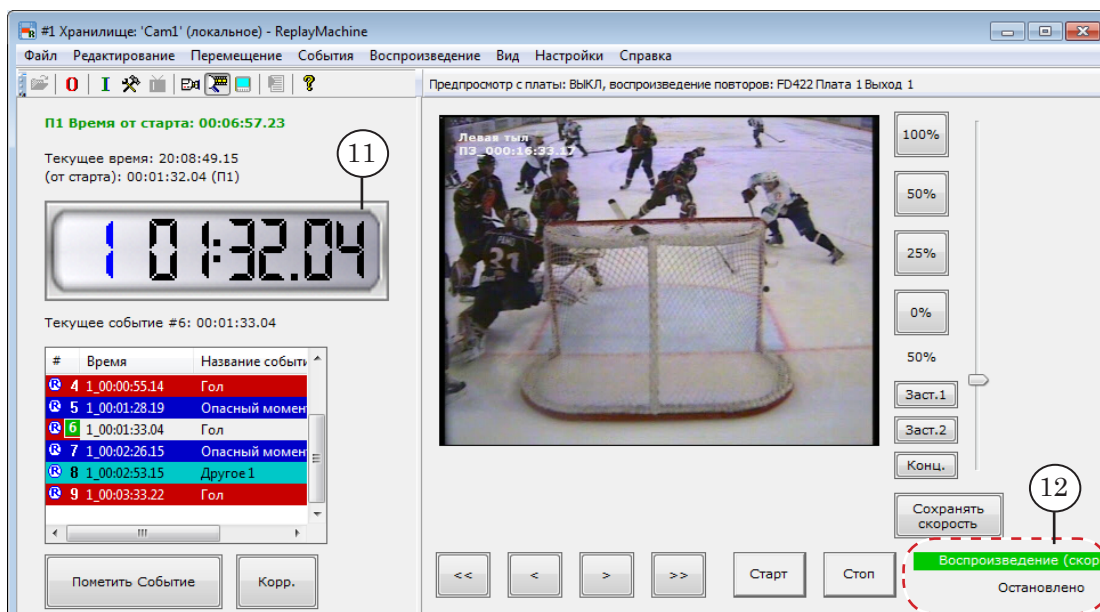 #1 Хранилище: 'Cam1' (локальное) - ReplayMachine
Файл Редактирование Перемещение События Воспроизведение Вид Настройки Справка
Предпросмотр с платы: ВЫКЛ, воспроизведение повторов: FD422 Плата 1 Выход 1
П1 Время от старта: 00:06:57.23
Текущее время: 20:08:49.15
(от старта): 00:01:32.04 (П1)
11
1 01:32.04
Текущее событие #6: 00:01:33.04
# Время Название событи
R 4 1_00:00:55.14 Гол
R 5 1_00:01:28.19 Опасный момен
R 6 1_00:01:33.04 Гол
R 7 1_00:02:26.15 Опасный момен
R 8 1_00:02:53.15 Другое 1
R 9 1_00:03:33.22 Гол
Пометить Событие
Корр.
Левая тыл
П3_000:16:33.17
100%
50%
25%
0%
50%
Заст.1
Заст.2
Конц.
Сохранять
скорость
12
<< < > >> Старт Стоп
Воспроизведение (скор
Остановлено